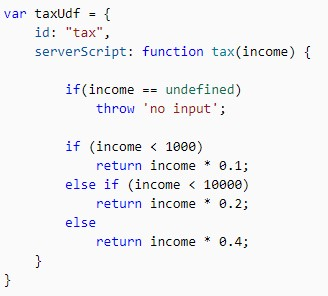 var taxUdf = {
    id: "tax",
    serverScript: function tax(income) {

        if(income == undefined)
            throw 'no input';

        if (income < 1000)
            return income * 0.1;
        else if (income < 10000)
            return income * 0.2;
        else
            return income * 0.4;
    }
}